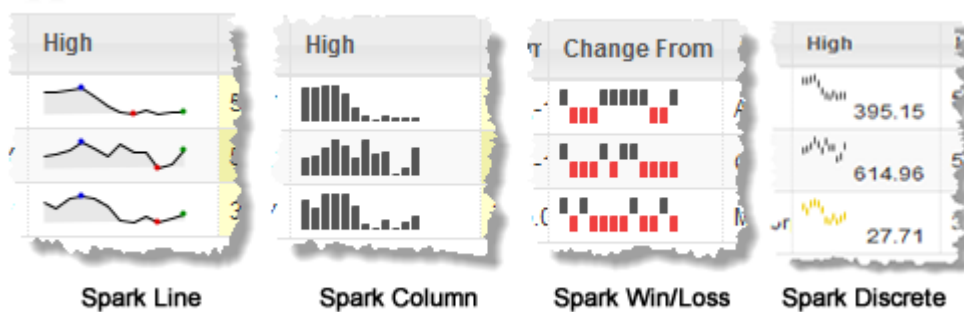 High
High
Change From
High
395.15
614.96
27.71
Spark Line
Spark Column
Spark Win/Loss
Spark Discrete